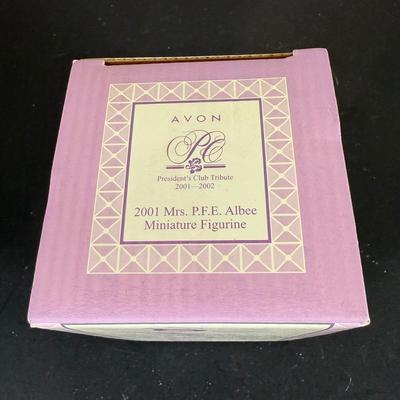 AVON
PC
President's Club Tribute
2001—2002
2001 Mrs. P.F.E. Albee
Miniature Figurine